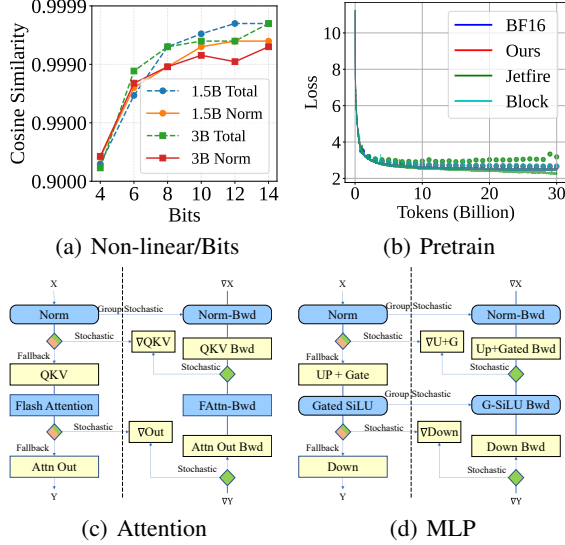 0.9999
0.9990
0.9900
0.9000
Cosine Similarity
1.5B Total
1.5B Norm
3B Total
3B Norm
4 6 8 10 12 14
Bits
(a) Non-linear/Bits
10
8
6
4
2
Loss
BF16
Ours
Jetfire
Block
0 10 20 30
Tokens (Billion)
(b) Pretrain
X ∇X
Norm Group Stochastic Norm-Bwd
Stochastic ∇QKV QKV Bwd
Fallback Stochastic
QKV
Flash Attention FAttn-Bwd
Stochastic ∇Out Attn Out Bwd
Fallback Stochastic
Attn Out
Y ∇Y
(c) Attention
X ∇X
Norm Group Stochastic Norm-Bwd
Stochastic ∇U+G Up+Gated Bwd
Fallback Stochastic
UP + Gate
Group Stochastic
Gated SiLU G-SiLU Bwd
Stochastic ∇Down Down Bwd
Fallback Stochastic
Down
Y ∇Y
(d) MLP